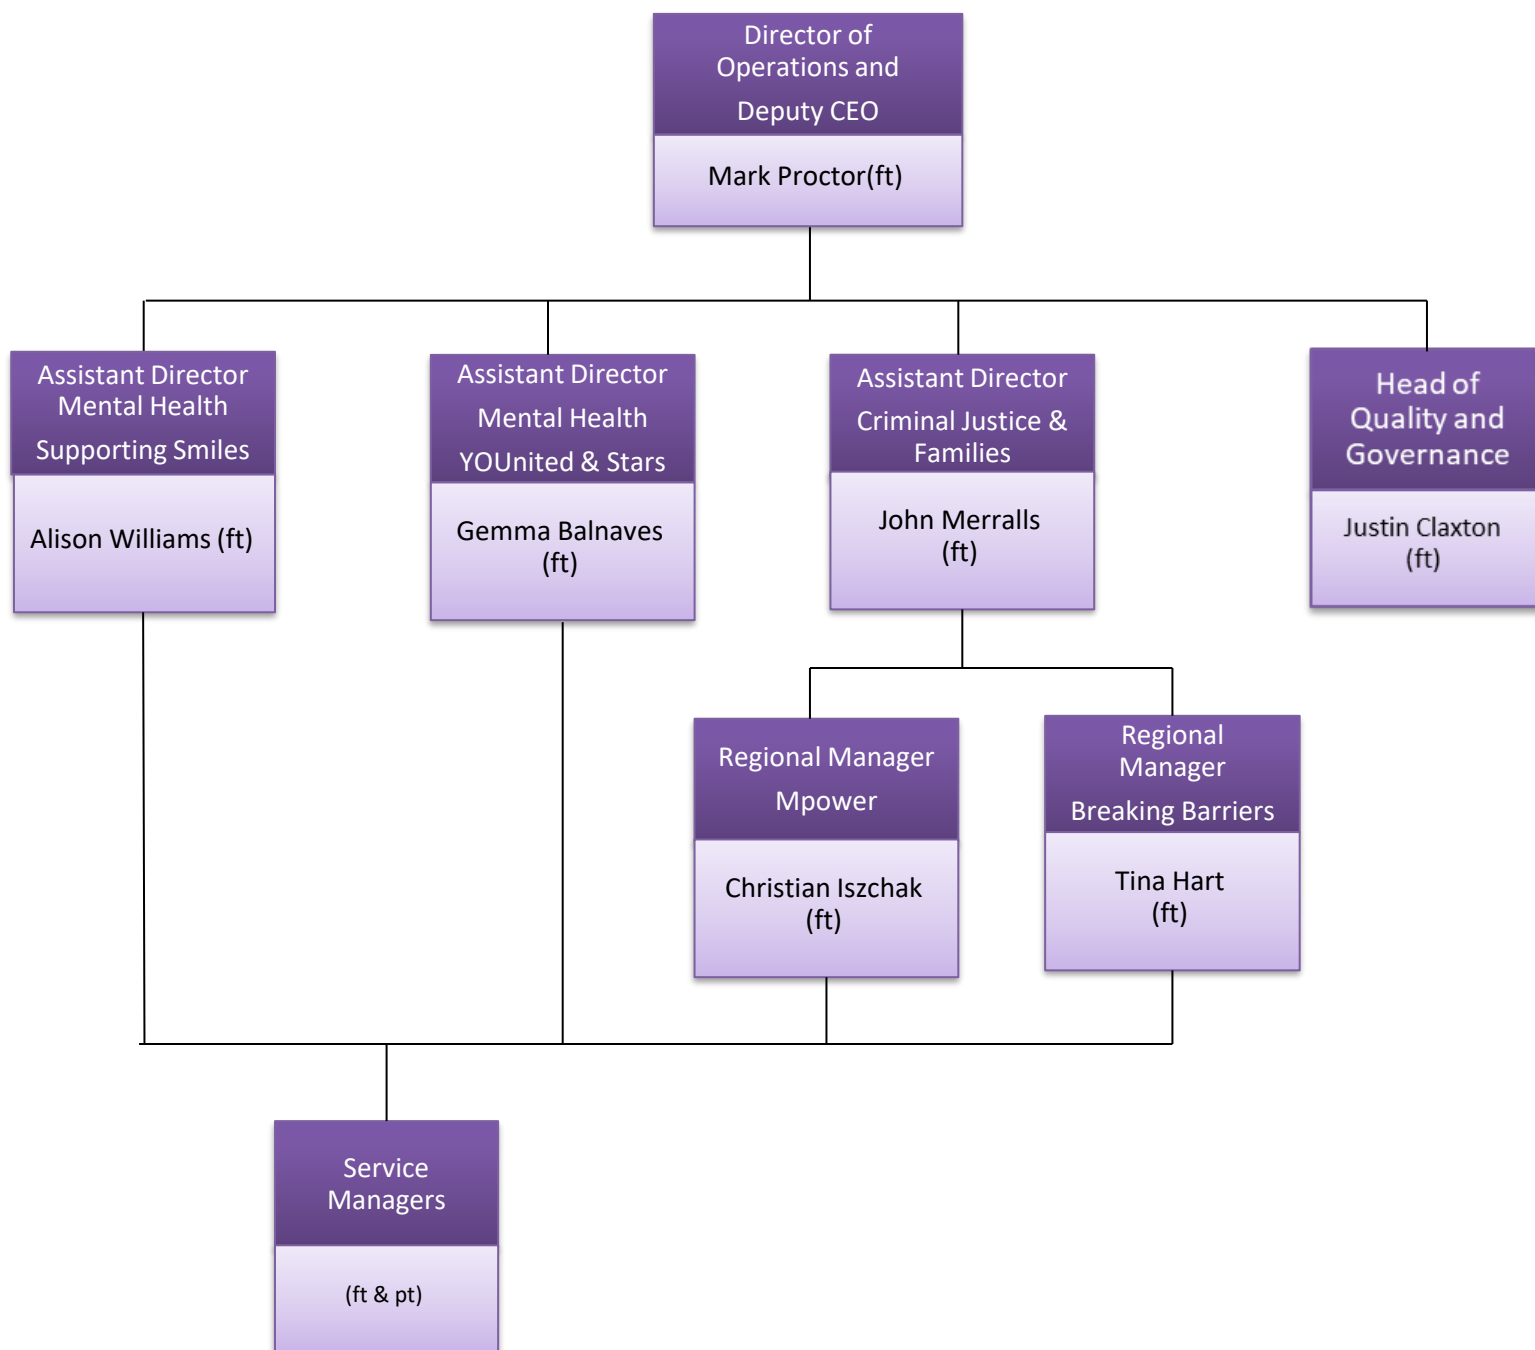 Director of
Operations and
Deputy CEO
Mark Proctor(ft)
Assistant Director
Mental Health
Supporting Smiles
Alison Williams (ft)
Assistant Director
Mental Health
YOUnited & Stars
Gemma Balnaves
(ft)
Assistant Director
Criminal Justice &
Families
John Merralls
(ft)
Head of
Quality and
Governance
Justin Claxton
(ft)
Regional Manager
Mpower
Christian Iszchak
(ft)
Regional
Manager
Breaking Barriers
Tina Hart
(ft)
Service
Managers
(ft & pt)